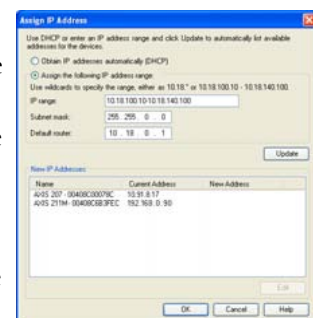 Assign IP Address
Use DHCP or enter an IP address range and click Update to automatically list available
addresses for the devices.
Obtain IP addresses automatically (DHCP)
Assign the following IP address range:
Use wildcards to specify the range, either as 10.18.* or 10.18.100.10 - 10.18.140.100
IP range: 10.18.100.10-10.18.140.100
Subnet mask: 255 . 255 . 0 . 0
Default router: 10 . 18 . 0 . 1
Update
New IP Addresses:
Name Current Address New Address
AXIS 207 - 00408C00079C 10.91.8.17
AXIS 211M - 00408C6B3FEC 192.168.0.90
Edit
OK Cancel Help